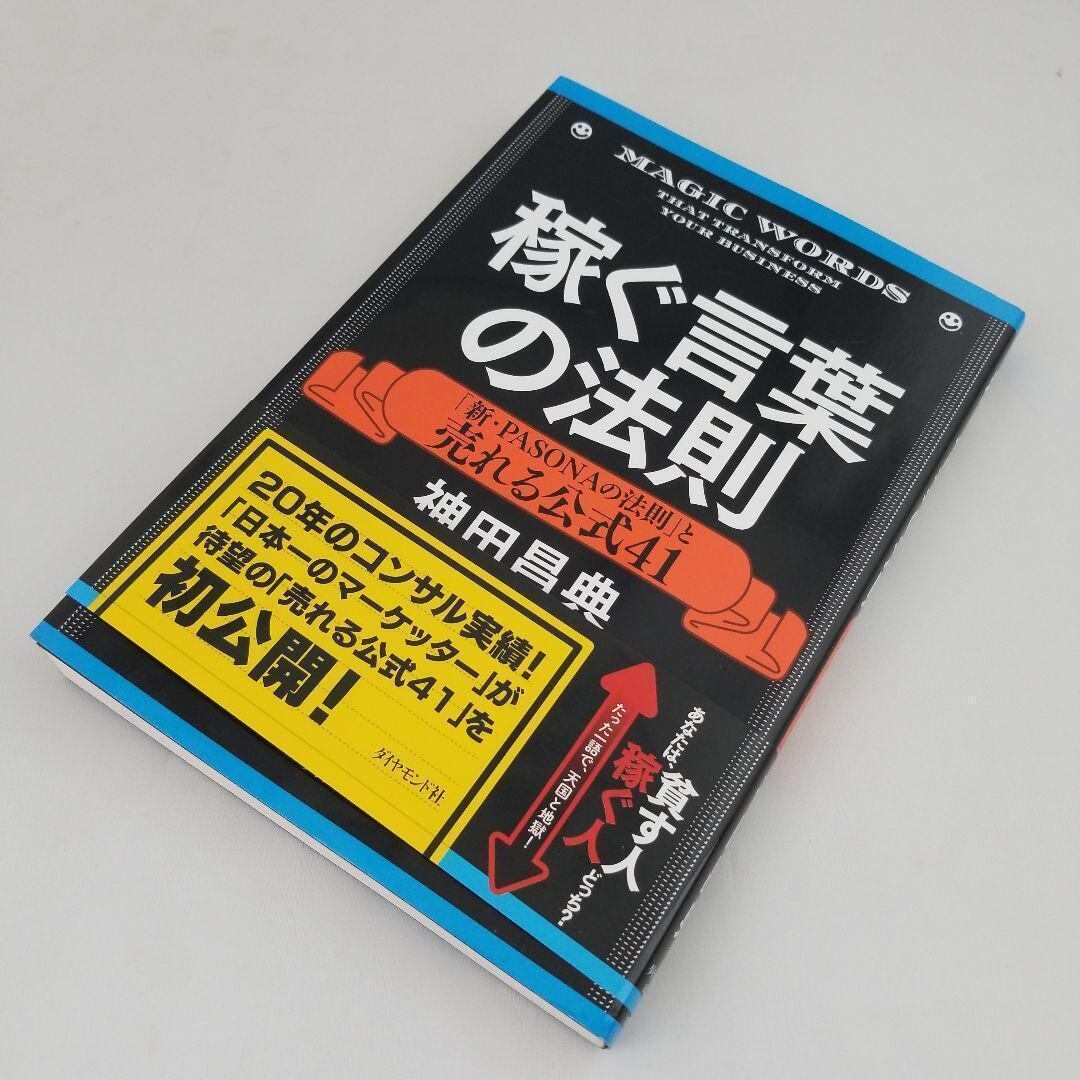 MAGIC WORDS
THAT TRANSFORM
YOUR BUSINESS
稼ぐ言葉
の法則
「新・PASONAの法則」と
売れる公式41
神田昌典
20年のコンサル実績！
「日本一のマーケッター」が
待望の「売れる公式41」を
初公開！
ダイヤモンド社
あなたは、貧す人
稼ぐ人どっち？
たった一語で、天国と地獄！